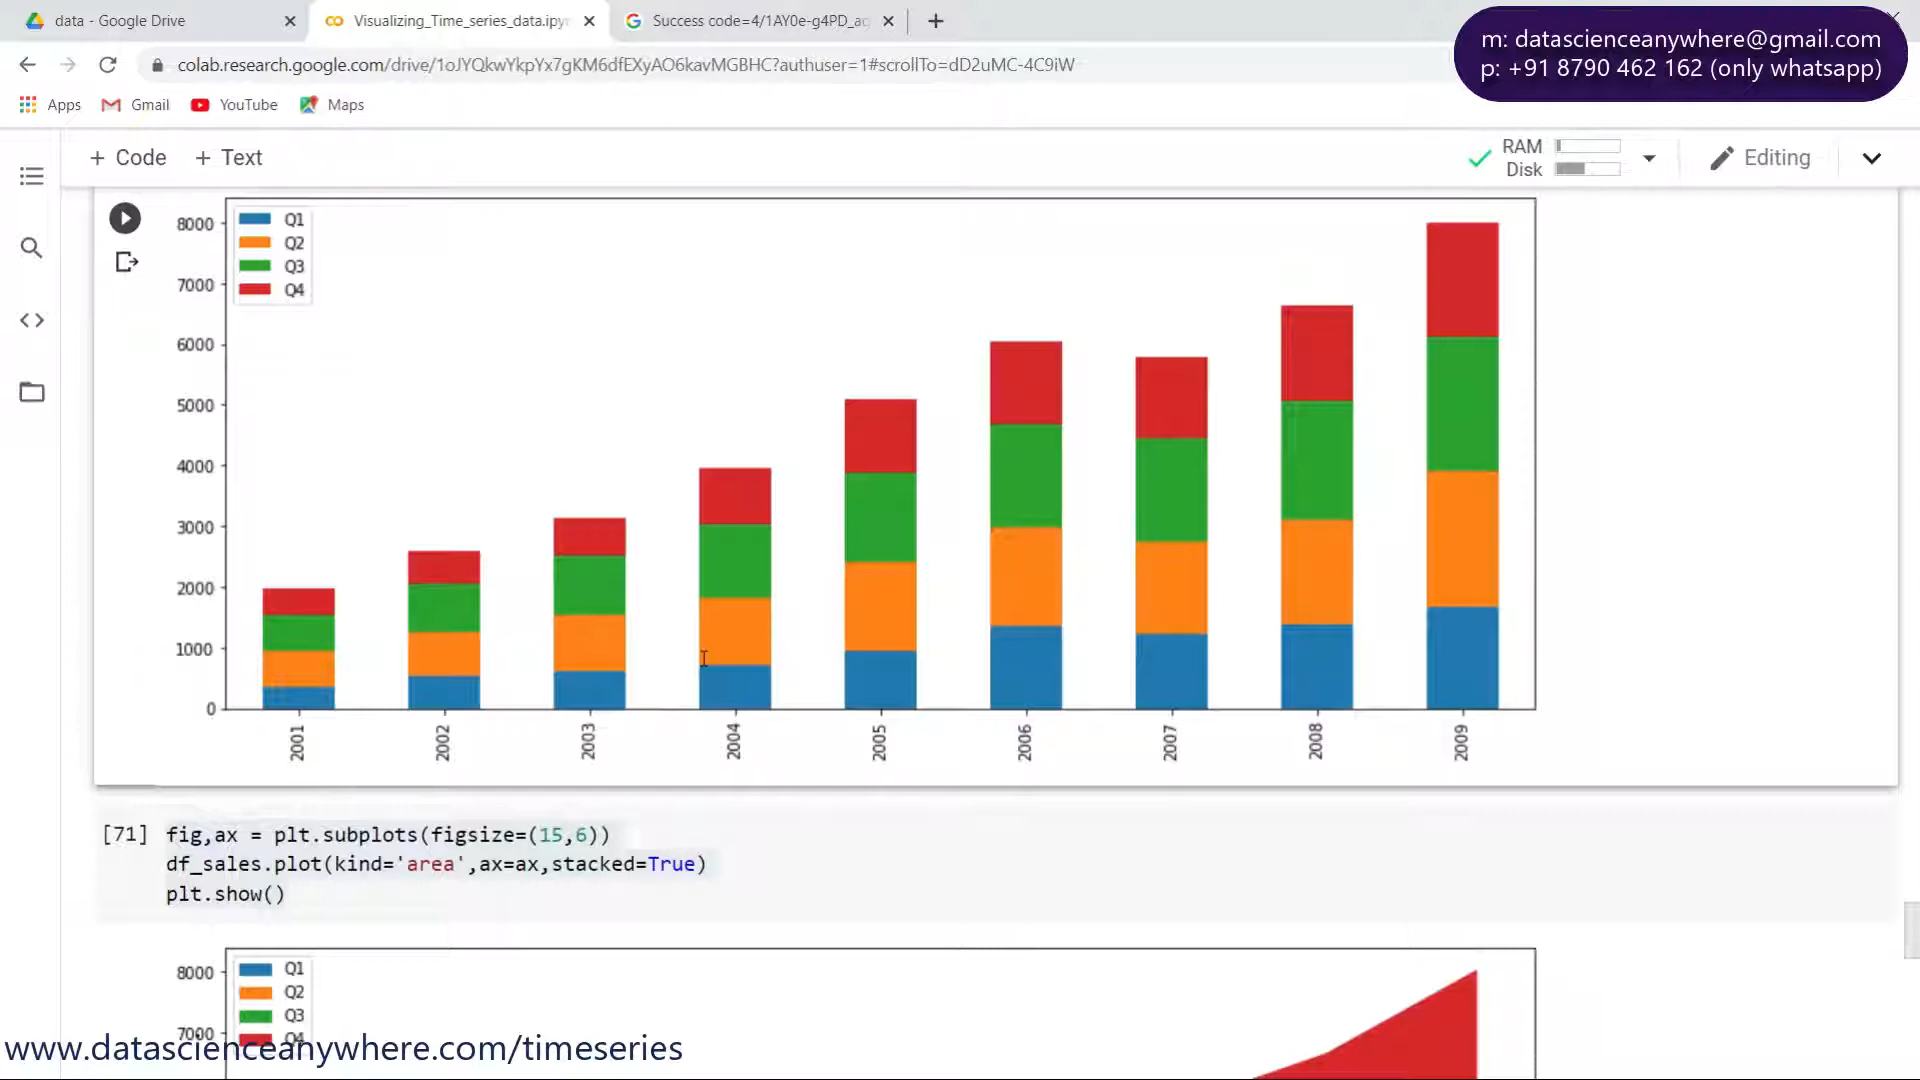 data - Google Drive
Visualizing_Time_series_data.ipyn
Success code=4/1AY0e-g4PD_ad
m: datascienceanywhere@gmail.com
p: +91 8790 462 162 (only whatsapp)
colab.research.google.com/drive/1oJYQkwYkpYx7gKM6dfEXyAO6kavMGBHC?authuser=1#scrollTo=dD2uMC-4C9iW
Apps Gmail YouTube Maps
+ Code + Text
RAM
Disk
Editing
Q1
Q2
Q3
Q4
8000
7000
6000
5000
4000
3000
2000
1000
0
2001 2002 2003 2004 2005 2006 2007 2008 2009
[71] fig,ax = plt.subplots(figsize=(15,6))
df_sales.plot(kind='area',ax=ax,stacked=True)
plt.show()
8000
7000
Q1
Q2
Q3
Q4
www.datascienceanywhere.com/timeseries